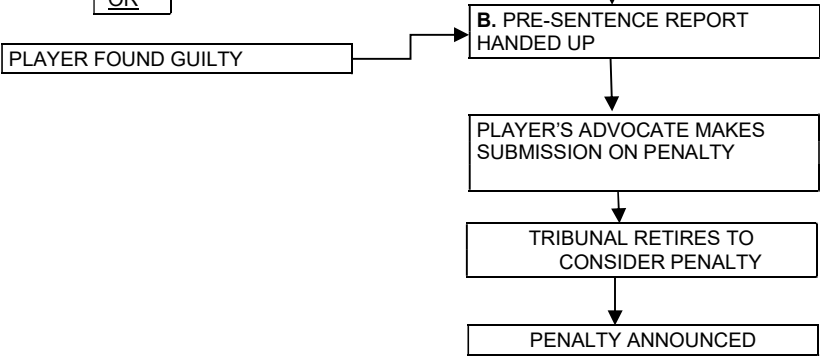 OR
B. PRE-SENTENCE REPORT
HANDED UP
PLAYER FOUND GUILTY
PLAYER'S ADVOCATE MAKES
SUBMISSION ON PENALTY
TRIBUNAL RETIRES TO
CONSIDER PENALTY
PENALTY ANNOUNCED